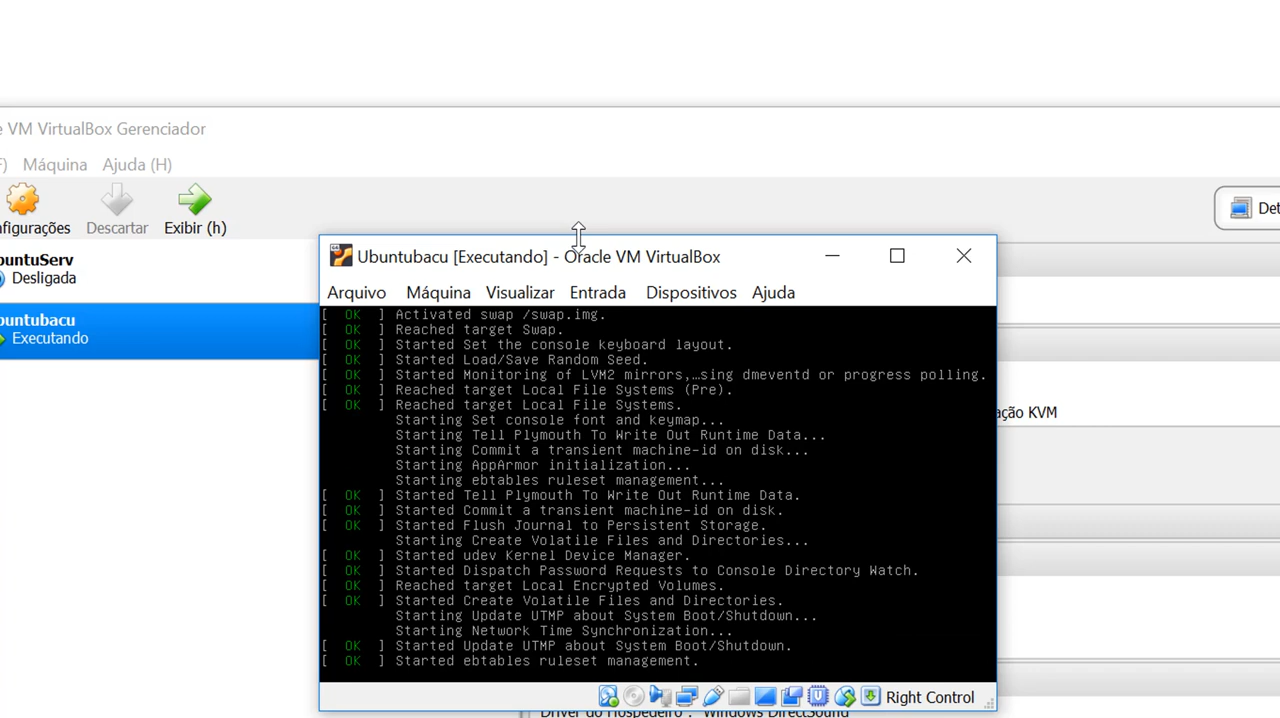 e VM VirtualBox Gerenciador
F) Máquina Ajuda (H)
nfigurações Descartar Exibir (h)
Det
buntuServ
Desligada
buntubacu
Executando
Ubuntubacu [Executando] - Oracle VM VirtualBox
Arquivo Máquina Visualizar Entrada Dispositivos Ajuda
[ OK ] Activated swap /swap.img.
[ OK ] Reached target Swap.
[ OK ] Started Set the console keyboard layout.
[ OK ] Started Load/Save Random Seed.
[ OK ] Started Monitoring of LVM2 mirrors,…sing dmeventd or progress polling.
[ OK ] Reached target Local File Systems (Pre).
[ OK ] Reached target Local File Systems.
Starting Set console font and keymap...
Starting Tell Plymouth To Write Out Runtime Data...
Starting Commit a transient machine-id on disk...
Starting AppArmor initialization...
Starting ebtables ruleset management...
[ OK ] Started Tell Plymouth To Write Out Runtime Data.
[ OK ] Started Commit a transient machine-id on disk.
[ OK ] Started Flush Journal to Persistent Storage.
Starting Create Volatile Files and Directories...
[ OK ] Started udev Kernel Device Manager.
[ OK ] Started Dispatch Password Requests to Console Directory Watch.
[ OK ] Reached target Local Encrypted Volumes.
[ OK ] Started Create Volatile Files and Directories.
Starting Update UTMP about System Boot/Shutdown...
Starting Network Time Synchronization...
[ OK ] Started Update UTMP about System Boot/Shutdown.
[ OK ] Started ebtables ruleset management.
Right Control
ação KVM
Driver do Hospedeiro : Windows DirectSound